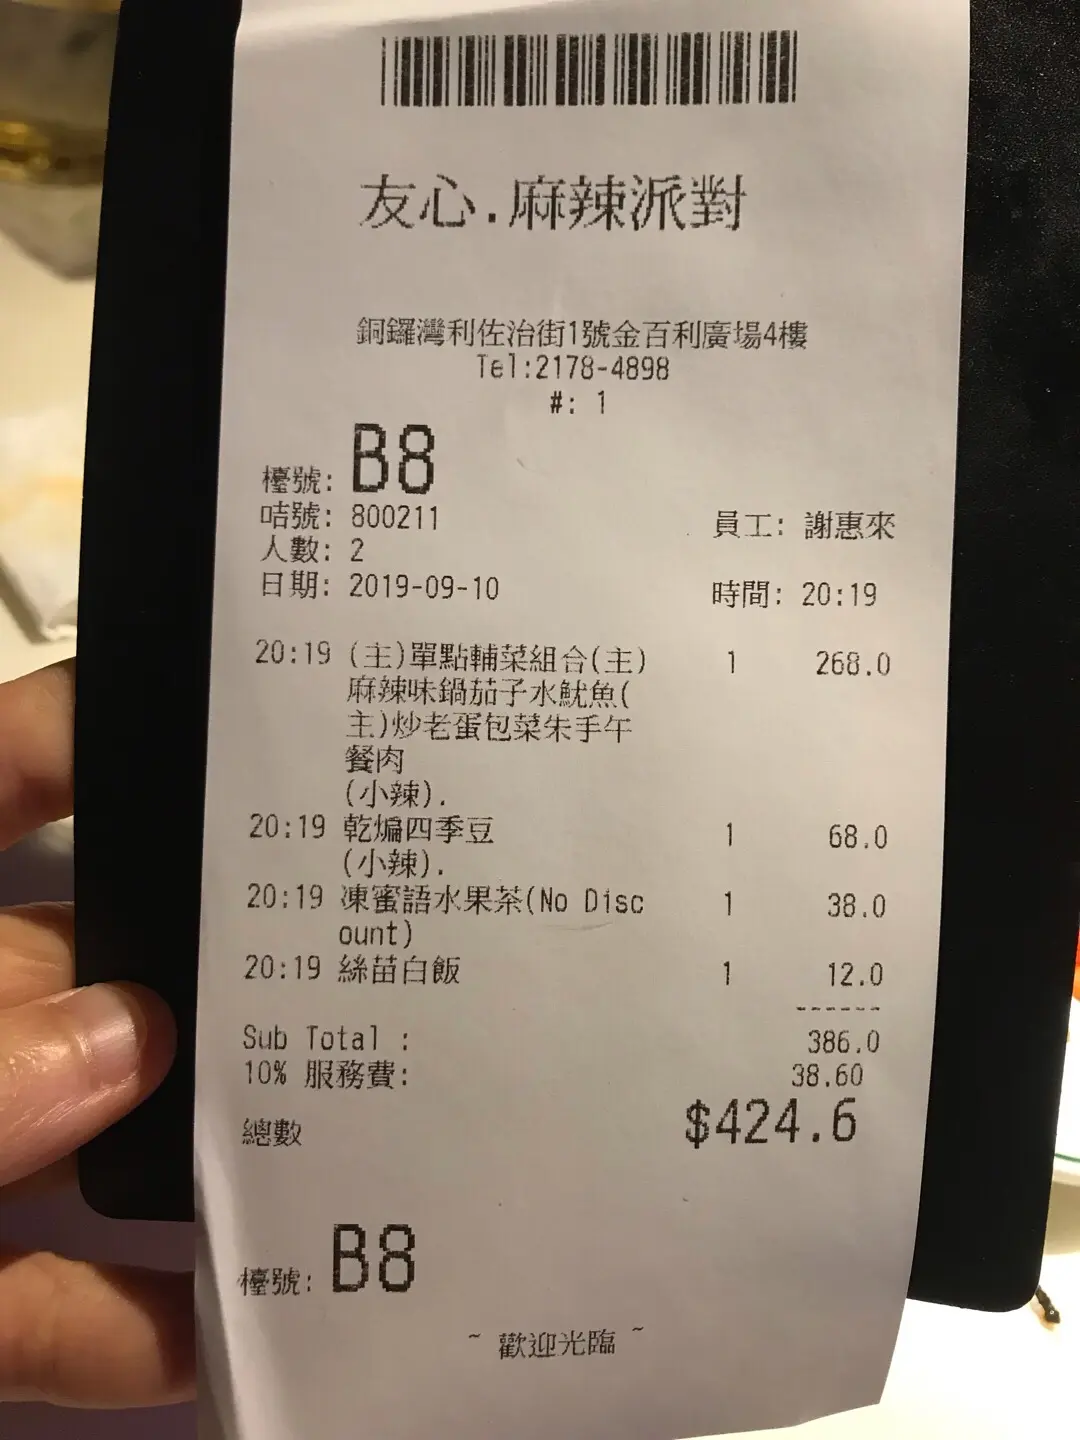 友心.麻辣派對
銅鑼灣利佐治街1號金百利廣場4樓
Tel:2178-4898
#: 1
檯號: B8
咭號: 800211 員工: 謝惠來
人數: 2
日期: 2019-09-10 時間: 20:19
20:19 (主)單點輔菜組合(主) 1 268.0
麻辣味鍋茄子水魷魚(
主)炒老蛋包菜朱手午
餐肉
(小辣).
20:19 乾煸四季豆 1 68.0
(小辣).
20:19 凍蜜語水果茶(No Disc 1 38.0
ount)
20:19 絲苗白飯 1 12.0
------
Sub Total : 386.0
10% 服務費: 38.60
總數 $424.6
檯號: B8
~ 歡迎光臨 ~